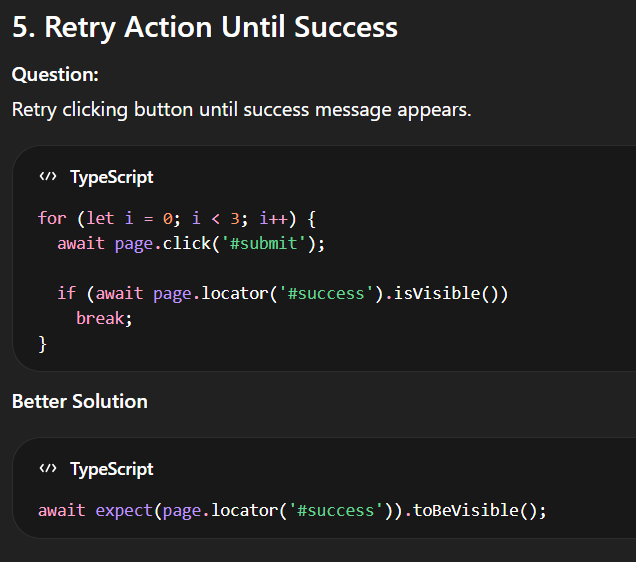 5. Retry Action Until Success
Question:
Retry clicking button until success message appears.
</> TypeScript
for (let i = 0; i < 3; i++) {
  await page.click('#submit');

  if (await page.locator('#success').isVisible())
    break;
}
Better Solution
</> TypeScript
await expect(page.locator('#success')).toBeVisible();